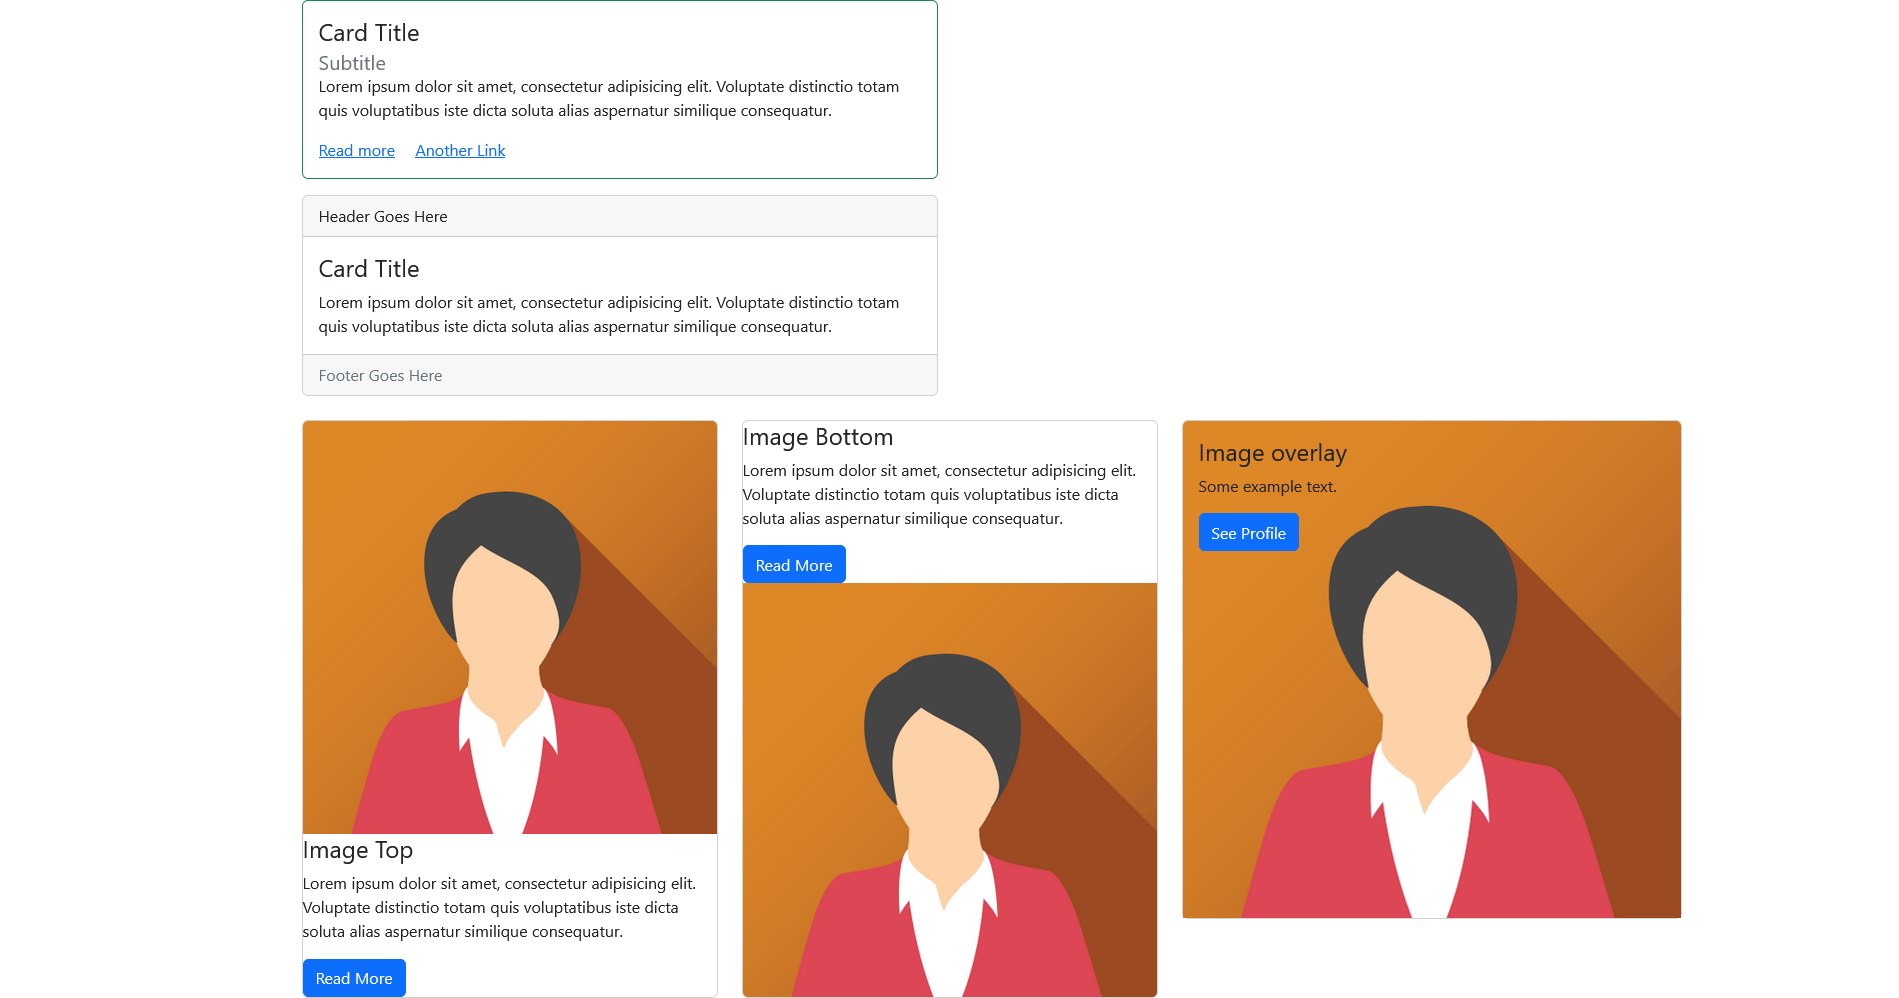 Card Title
Subtitle
Lorem ipsum dolor sit amet, consectetur adipisicing elit. Voluptate distinctio totam
quis voluptatibus iste dicta soluta alias aspernatur similique consequatur.
Read more Another Link
Header Goes Here
Card Title
Lorem ipsum dolor sit amet, consectetur adipisicing elit. Voluptate distinctio totam
quis voluptatibus iste dicta soluta alias aspernatur similique consequatur.
Footer Goes Here
Image Top
Lorem ipsum dolor sit amet, consectetur adipisicing elit.
Voluptate distinctio totam quis voluptatibus iste dicta
soluta alias aspernatur similique consequatur.
Read More
Image Bottom
Lorem ipsum dolor sit amet, consectetur adipisicing elit.
Voluptate distinctio totam quis voluptatibus iste dicta
soluta alias aspernatur similique consequatur.
Read More
Image overlay
Some example text.
See Profile